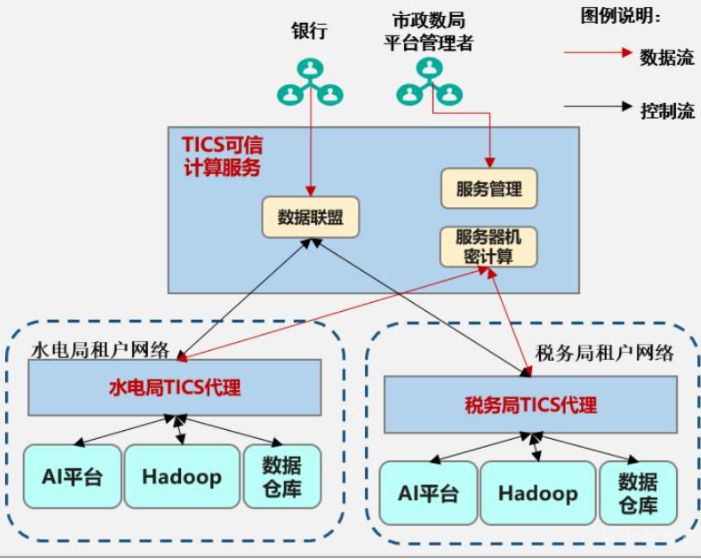 银行
市政数局
平台管理者
图例说明：
数据流
控制流
TICS可信
计算服务
数据联盟
服务管理
服务器机
密计算
水电局租户网络
水电局TICS代理
AI平台
Hadoop
数据
仓库
税务局租户网络
税务局TICS代理
AI平台
Hadoop
数据
仓库